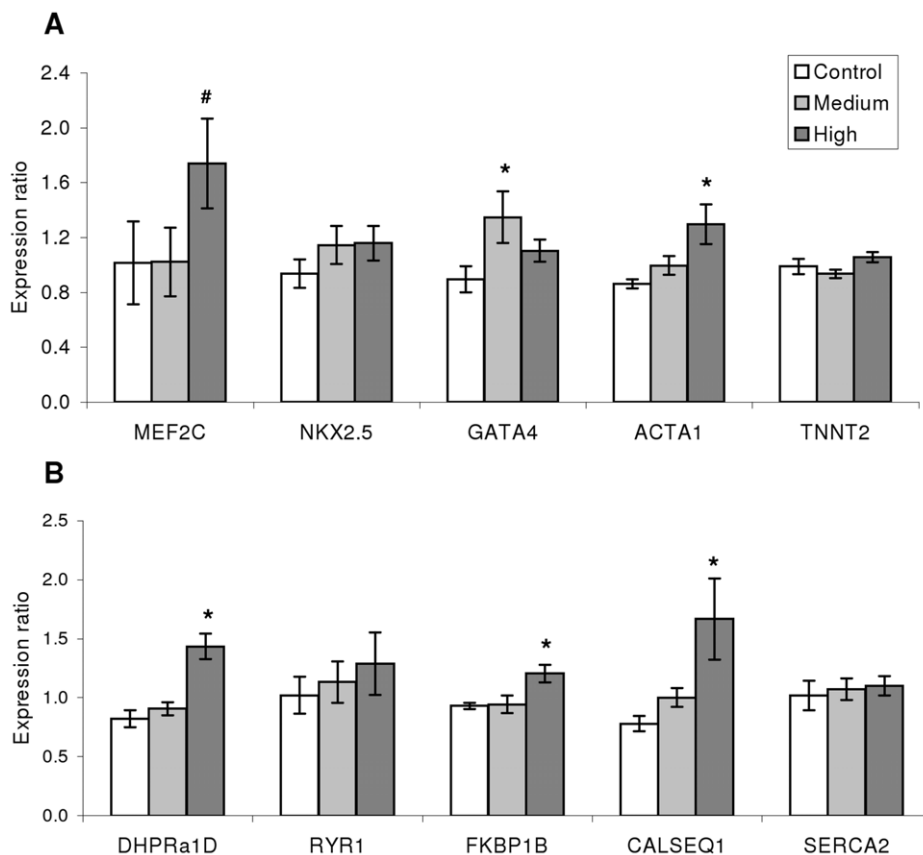 A
2.4
2.0
1.6
1.2
0.8
0.4
0.0
Expression ratio
#
*
*
Control
Medium
High
MEF2C NKX2.5 GATA4 ACTA1 TNNT2
B
2.5
2.0
1.5
1.0
0.5
0.0
Expression ratio
*
*
*
DHPRa1D RYR1 FKBP1B CALSEQ1 SERCA2